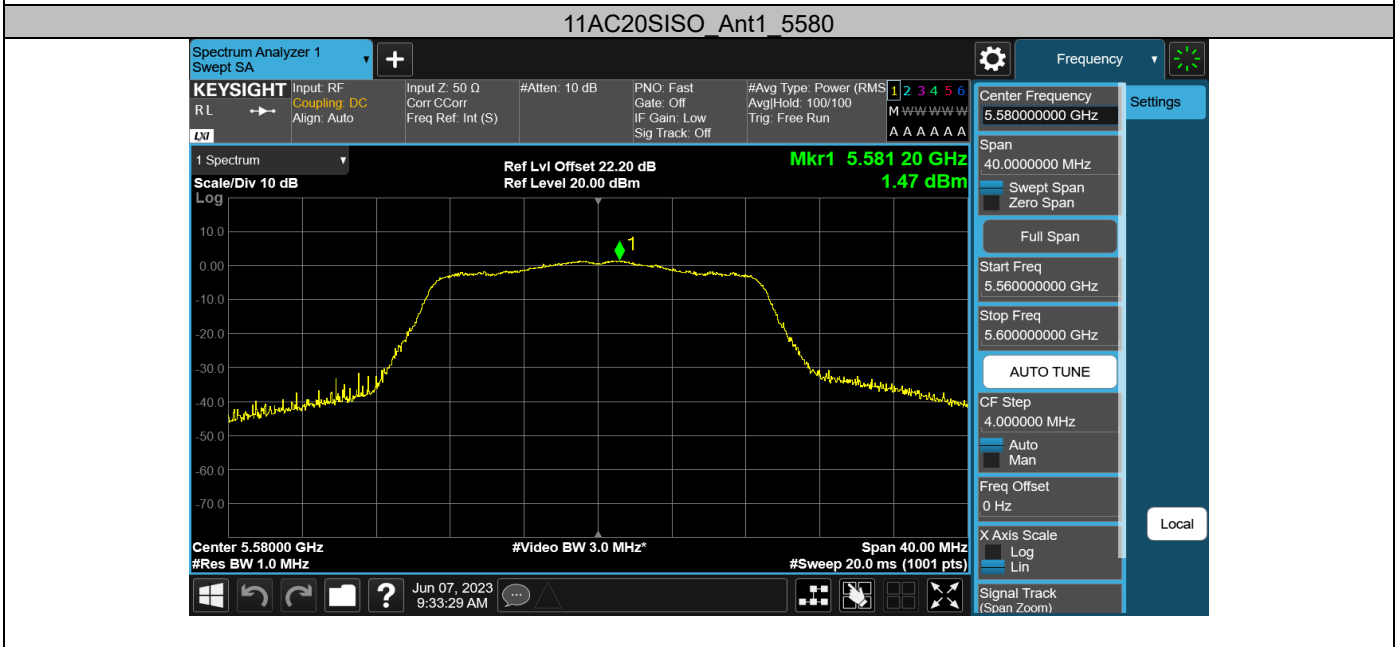 11AC20SISO_Ant1_5580
Spectrum Analyzer 1
Swept SA
Frequency
KEYSIGHT
RL
LXI
Input: RF
Coupling: DC
Align: Auto
Input Z: 50 Ω
Corr CCorr
Freq Ref: Int (S)
#Atten: 10 dB
PNO: Fast
Gate: Off
IF Gain: Low
Sig Track: Off
#Avg Type: Power (RMS
Avg|Hold: 100/100
Trig: Free Run
1 2 3 4 5 6
M W W W W W
A A A A A A
1 Spectrum
Scale/Div 10 dB
Ref Lvl Offset 22.20 dB
Ref Level 20.00 dBm
Mkr1 5.581 20 GHz
1.47 dBm
Log
10.0
0.00
-10.0
-20.0
-30.0
-40.0
-50.0
-60.0
-70.0
1
Center 5.58000 GHz
#Res BW 1.0 MHz
#Video BW 3.0 MHz*
Span 40.00 MHz
#Sweep 20.0 ms (1001 pts)
Jun 07, 2023
9:33:29 AM
Center Frequency
5.580000000 GHz
Settings
Span
40.0000000 MHz
Swept Span
Zero Span
Full Span
Start Freq
5.560000000 GHz
Stop Freq
5.600000000 GHz
AUTO TUNE
CF Step
4.000000 MHz
Auto
Man
Freq Offset
0 Hz
X Axis Scale
Log
Lin
Local
Signal Track
(Span Zoom)